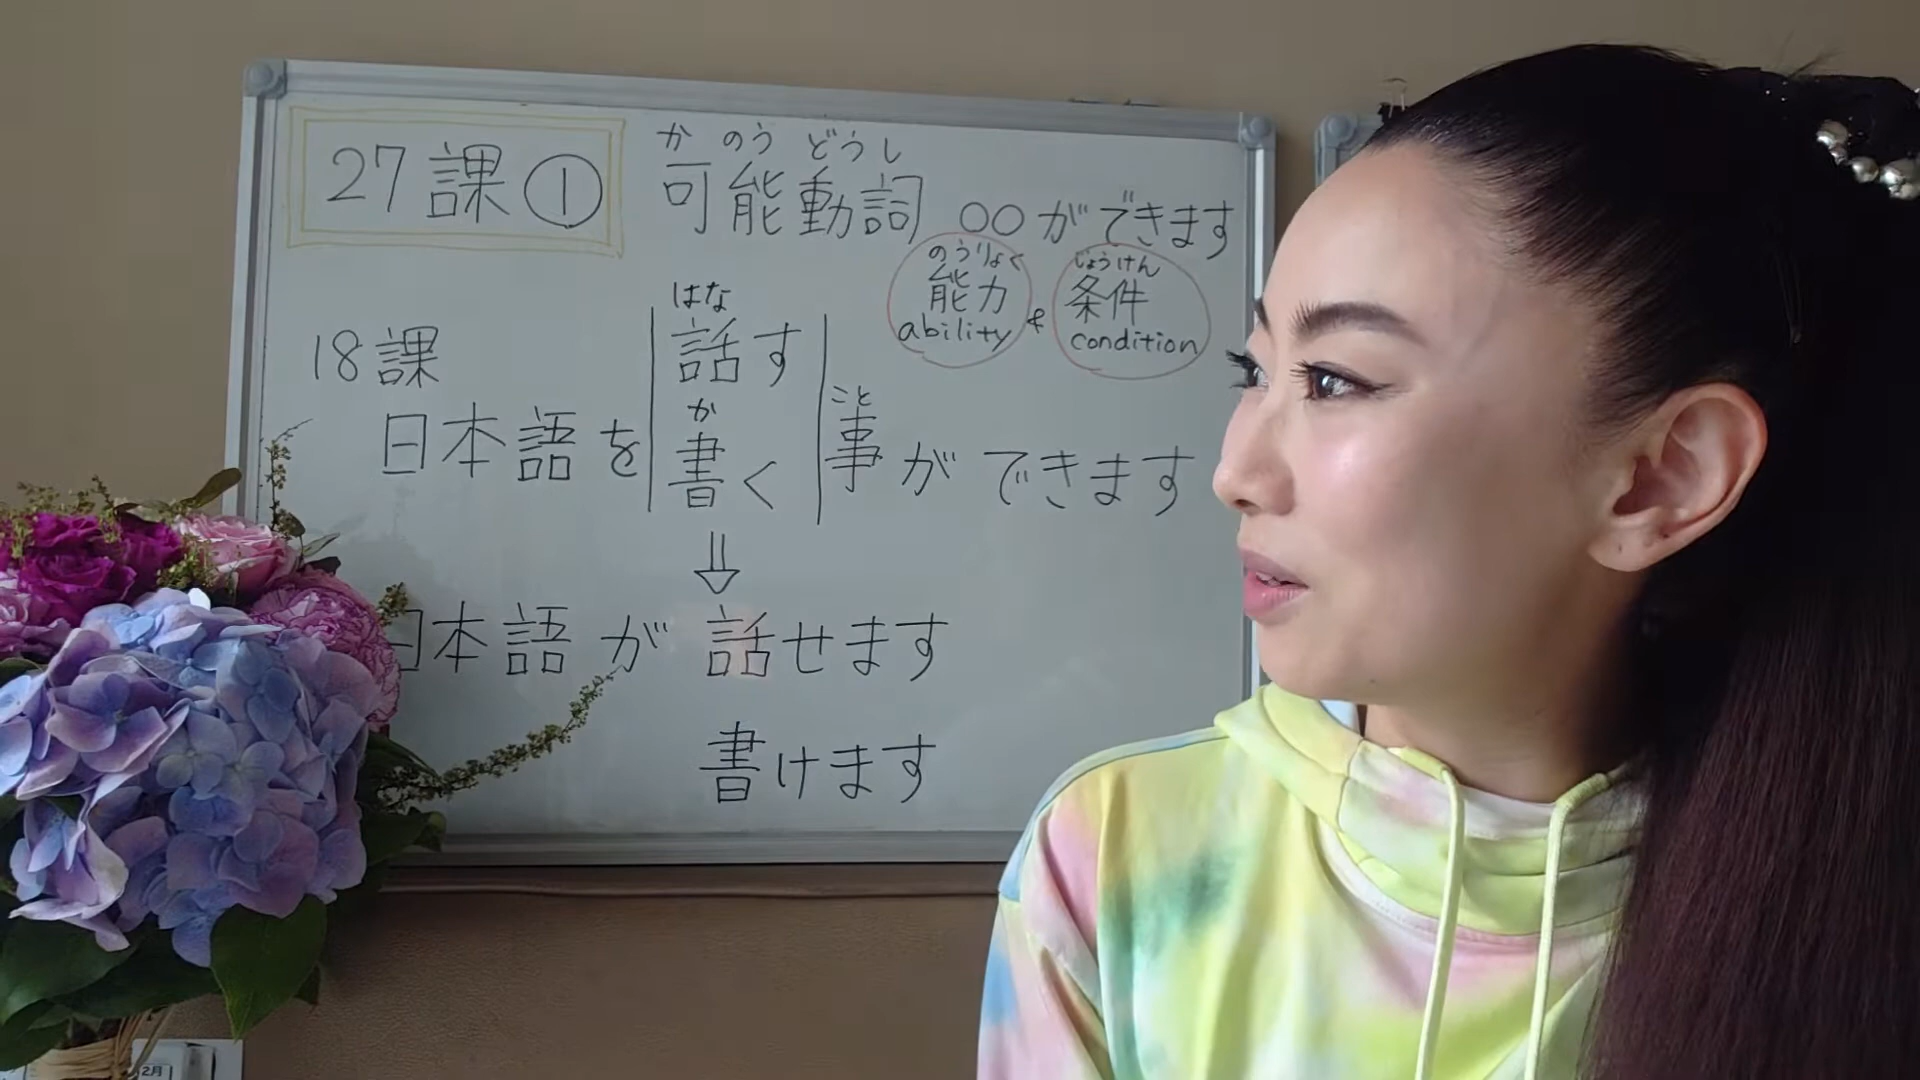 27課①
かのうどうし
可能動詞
○○ができます
のうりょく
能力
ability
&
じょうけん
条件
condition
18課
はな
日本語を 話す
か
書く
こと
事ができます
⇓
日本語が 話せます
書けます
2月